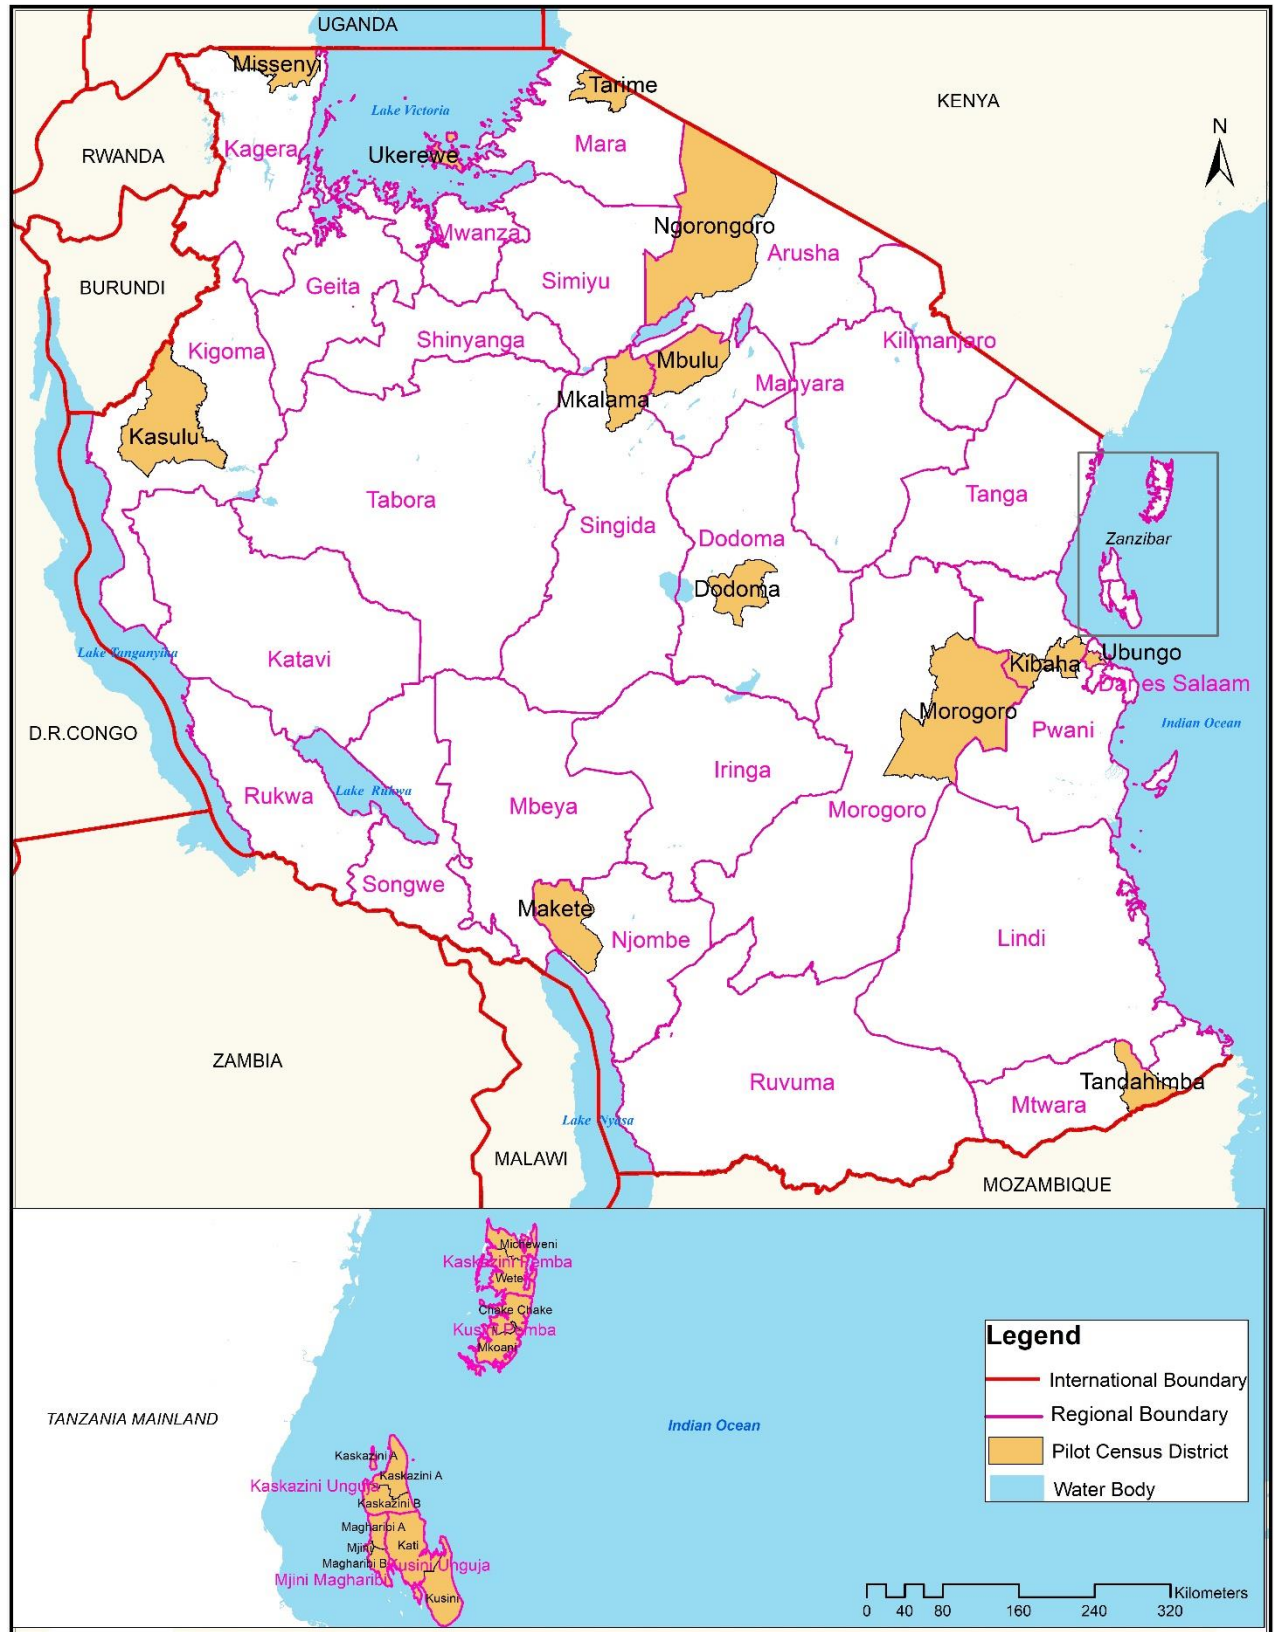 UGANDA
Missenyi
Tarime
KENYA
Lake Victoria
N
RWANDA
Kagera
Ukerewe
Mara
Ngorongoro
Mwanza
Arusha
BURUNDI
Geita
Simiyu
Kigoma
Shinyanga
Kilimanjaro
Mbulu
Manyara
Mkalama
Kasulu
Tabora
Singida
Tanga
Dodoma
Zanzibar
Dodoma
Lake Tanganyika
Katavi
Kibaha
Ubungo
Dar es Salaam
Morogoro
Pwani
Indian Ocean
D.R.CONGO
Iringa
Rukwa
Lake Rukwa
Mbeya
Morogoro
Songwe
Makete
Njombe
Lindi
ZAMBIA
Ruvuma
Tandahimba
Mtwara
Lake Nyasa
MALAWI
MOZAMBIQUE
Micheweni
Kaskazini Pemba
Wete
Chake Chake
Kusini Pemba
Mkoani
TANZANIA MAINLAND
Indian Ocean
Kaskazini A
Kaskazini A
Kaskazini Unguja
Kaskazini B
Magharibi A
Kati
Mjini
Magharibi B
Kusini Unguja
Mjini Magharibi
Kusini
Legend
International Boundary
Regional Boundary
Pilot Census District
Water Body
Kilometers
0 40 80 160 240 320